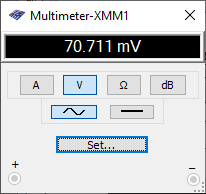 Multimeter-XMM1
70.711 mV
A V Ω dB
Set...
+ −